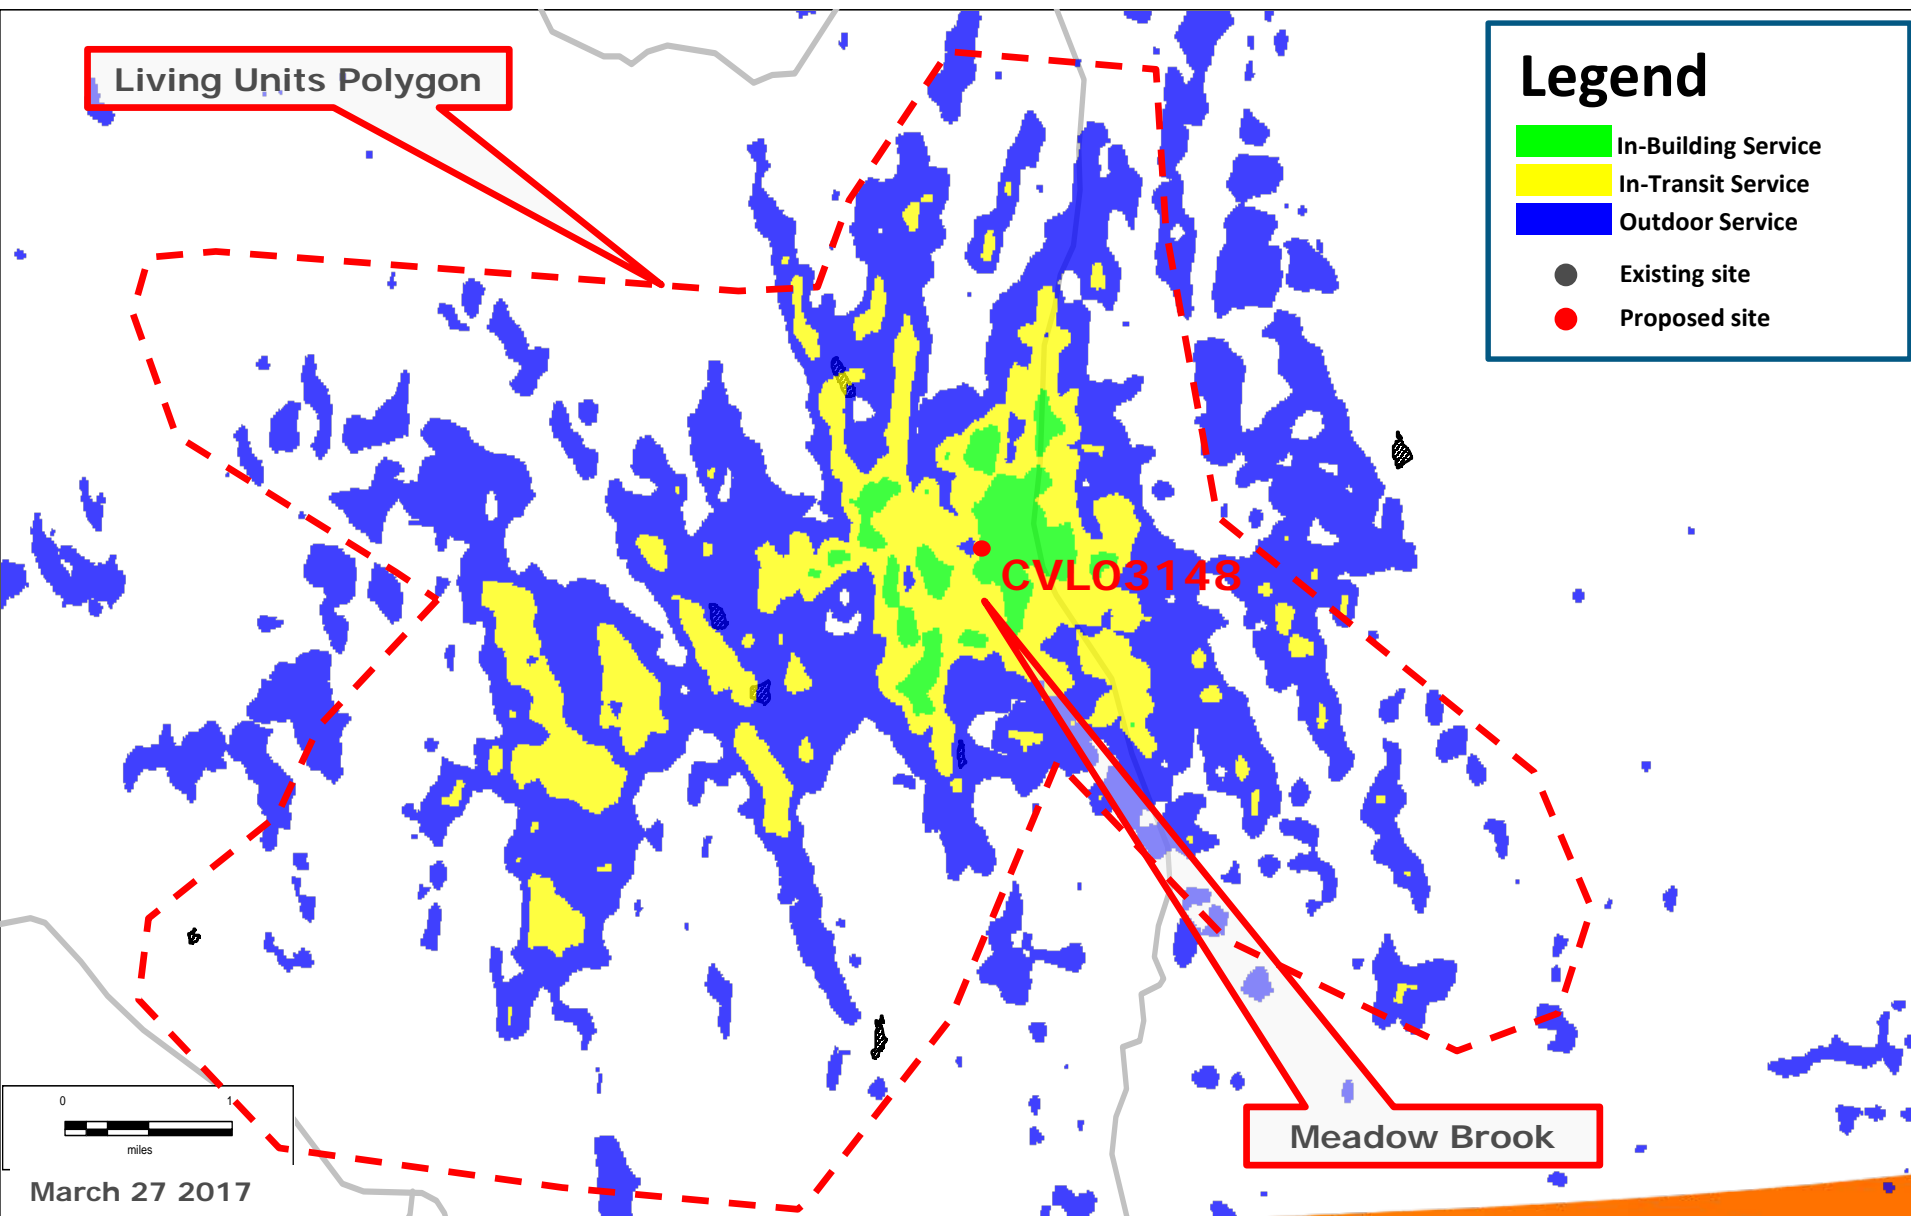 Living Units Polygon
Legend
In-Building Service
In-Transit Service
Outdoor Service
Existing site
Proposed site
CVL03148
Meadow Brook
0 1
miles
March 27 2017